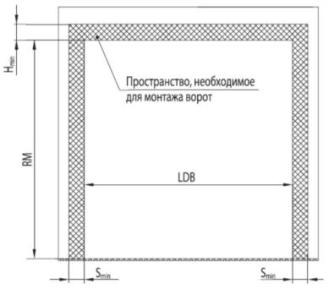 Hmin
Пространство, необходимое
для монтажа ворот
RM
LDB
Smin
Smin